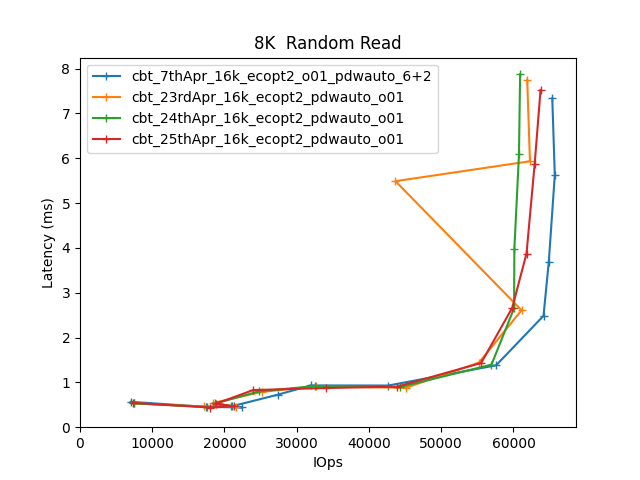 8K  Random Read
cbt_7thApr_16k_ecopt2_o01_pdwauto_6+2
cbt_23rdApr_16k_ecopt2_pdwauto_o01
cbt_24thApr_16k_ecopt2_pdwauto_o01
cbt_25thApr_16k_ecopt2_pdwauto_o01
Latency (ms)
8
7
6
5
4
3
2
1
0
0 10000 20000 30000 40000 50000 60000
IOps